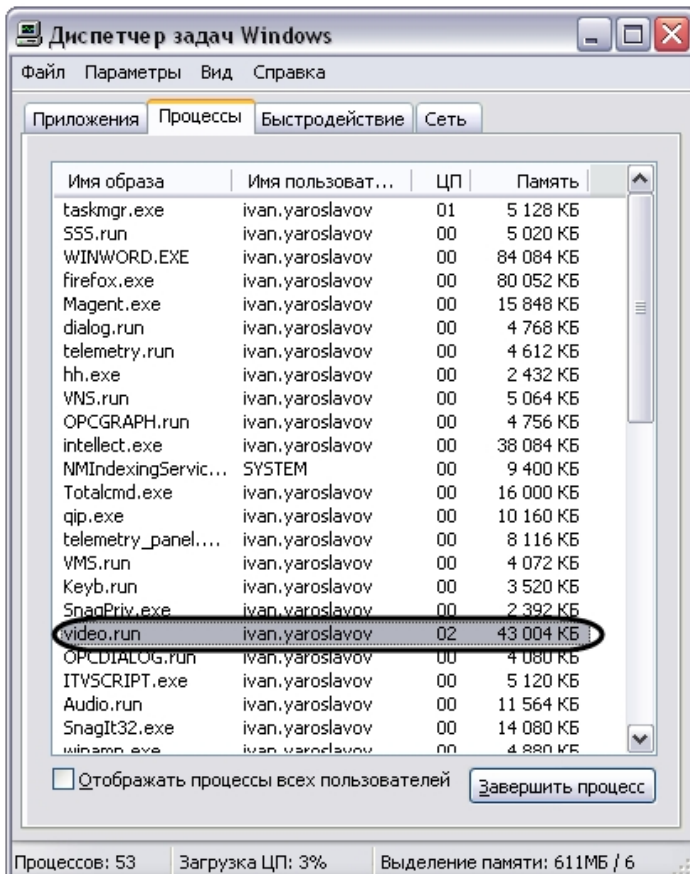 Диспетчер задач Windows
Файл Параметры Вид Справка
Приложения Процессы Быстродействие Сеть
Имя образа Имя пользоват... ЦП Память
taskmgr.exe ivan.yaroslavov 01 5 128 КБ
SSS.run ivan.yaroslavov 00 5 020 КБ
WINWORD.EXE ivan.yaroslavov 00 84 084 КБ
firefox.exe ivan.yaroslavov 00 80 052 КБ
Magent.exe ivan.yaroslavov 00 15 848 КБ
dialog.run ivan.yaroslavov 00 4 768 КБ
telemetry.run ivan.yaroslavov 00 4 612 КБ
hh.exe ivan.yaroslavov 00 2 432 КБ
VNS.run ivan.yaroslavov 00 5 064 КБ
OPCGRAPH.run ivan.yaroslavov 00 4 756 КБ
intellect.exe ivan.yaroslavov 00 38 084 КБ
NMIndexingServic... SYSTEM 00 9 400 КБ
Totalcmd.exe ivan.yaroslavov 00 16 000 КБ
qip.exe ivan.yaroslavov 00 10 160 КБ
telemetry_panel.... ivan.yaroslavov 00 8 116 КБ
VMS.run ivan.yaroslavov 00 4 072 КБ
Keyb.run ivan.yaroslavov 00 3 520 КБ
SnagPriv.exe ivan.yaroslavov 00 2 392 КБ
video.run ivan.yaroslavov 02 43 004 КБ
OPCDIALOG.run ivan.yaroslavov 00 4 080 КБ
ITVSCRIPT.exe ivan.yaroslavov 00 5 120 КБ
Audio.run ivan.yaroslavov 00 11 564 КБ
SnagIt32.exe ivan.yaroslavov 00 14 080 КБ
winamp.exe ivan.yaroslavov 00 4 880 КБ
Отображать процессы всех пользователей Завершить процесс
Процессов: 53 Загрузка ЦП: 3% Выделение памяти: 611МБ / 6